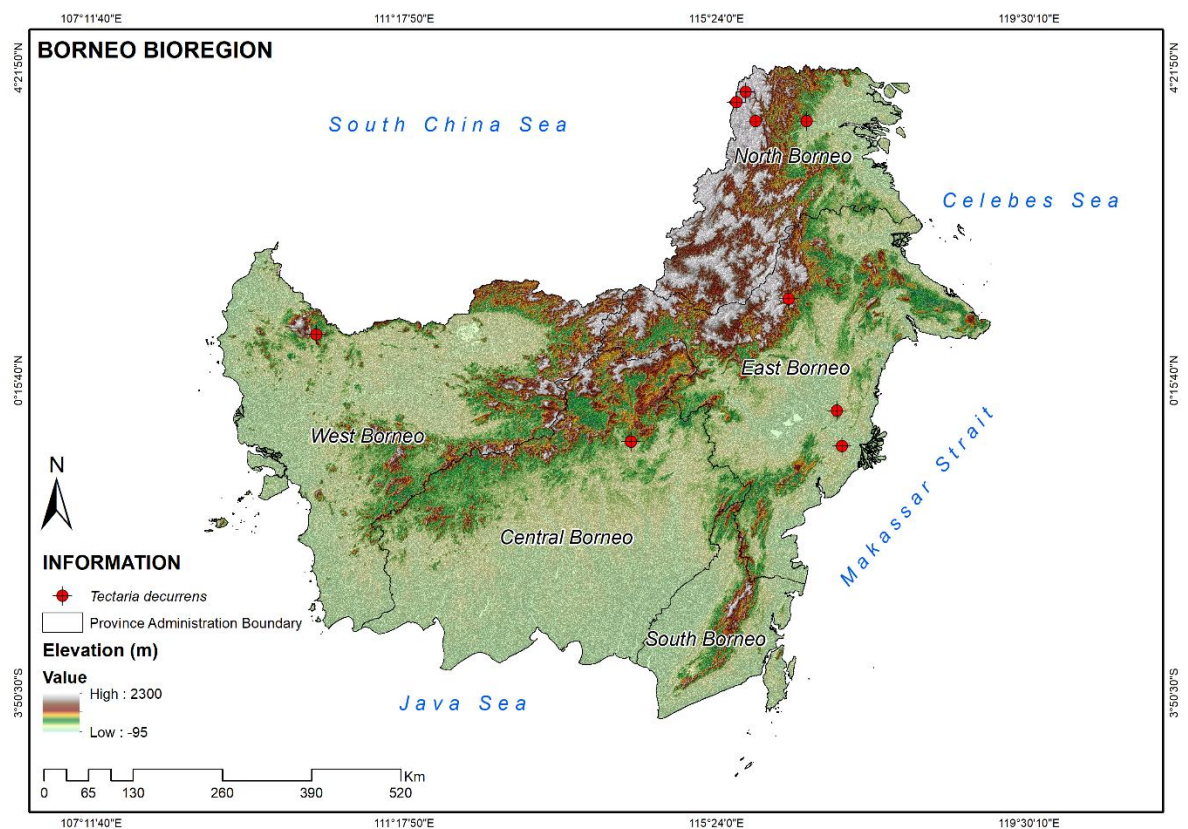 107°11'40"E 111°17'50"E 115°24'0"E 119°30'10"E
BORNEO BIOREGION
4°21'50"N
4°21'50"N
South China Sea
North Borneo
Celebes Sea
0°15'40"N
0°15'40"N
East Borneo
West Borneo
Makassar Strait
N
Central Borneo
INFORMATION
Tectaria decurrens
Province Administration Boundary
South Borneo
Elevation (m)
Value
High : 2300
Low : -95
Java Sea
3°50'30"S
3°50'30"S
Km
0 65 130 260 390 520
107°11'40"E 111°17'50"E 115°24'0"E 119°30'10"E